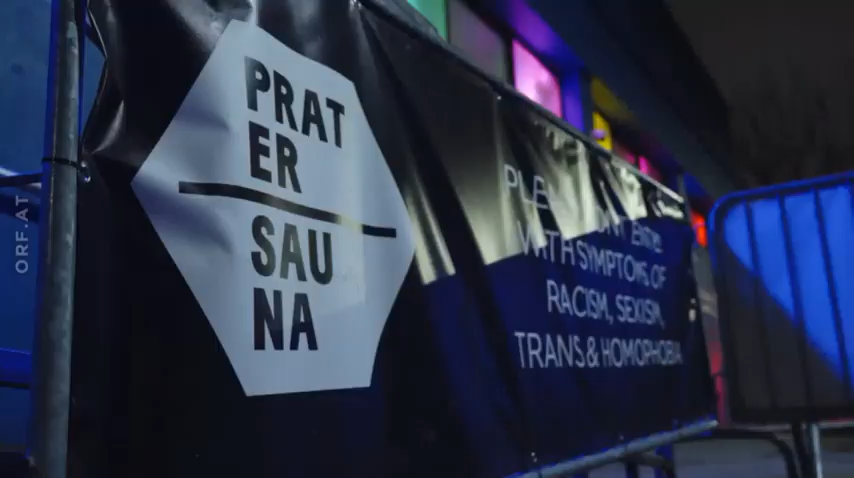 PRAT
ER
SAU
NA
WITH SYMPTOMS OF
RACISM, SEXISM,
TRANS & HOMOPHOBIA
ORF.AT